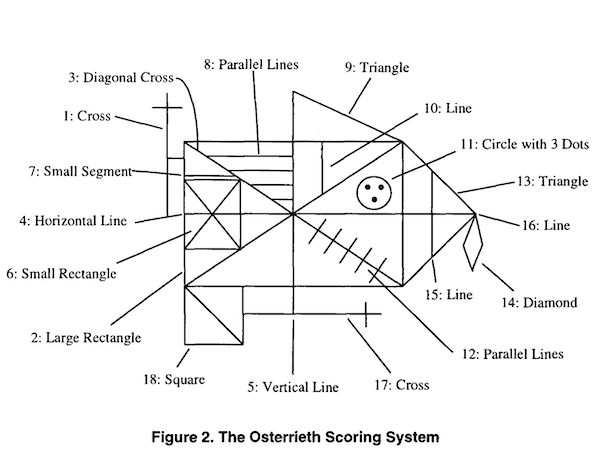 8: Parallel Lines
9: Triangle
3: Diagonal Cross
10: Line
1: Cross
11: Circle with 3 Dots
7: Small Segment
13: Triangle
4: Horizontal Line
16: Line
6: Small Rectangle
15: Line
14: Diamond
2: Large Rectangle
12: Parallel Lines
18: Square
5: Vertical Line
17: Cross
Figure 2. The Osterrieth Scoring System